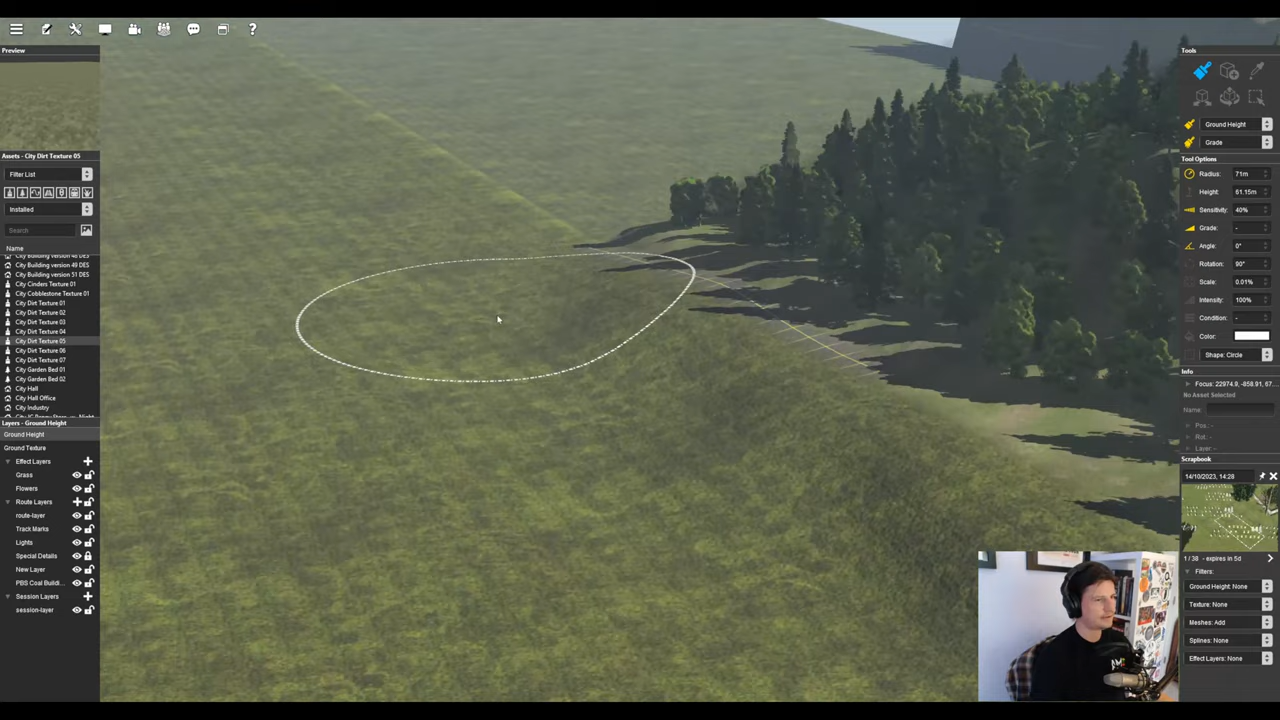 ?
Preview
Assets - City Dirt Texture 05
Filter List
Installed
Search
Name
City Building version 49 DES
City Building version 51 DES
City Cinders Texture 01
City Cobblestone Texture 01
City Dirt Texture 01
City Dirt Texture 02
City Dirt Texture 03
City Dirt Texture 04
City Dirt Texture 05
City Dirt Texture 06
City Dirt Texture 07
City Garden Bed 01
City Garden Bed 02
City Hall
City Hall Office
City Industry
Layers - Ground Height
Ground Height
Ground Texture
Effect Layers
Grass
Flowers
Route Layers
route-layer
Track Marks
Lights
Special Details
New Layer
PBS Coal Buildi...
Session Layers
session-layer
Tools
Ground Height
Grade
Tool Options
Radius: 71m
Height: 61.15m
Sensitivity: 40%
Grade: -
Angle: 0°
Rotation: 90°
Scale: 0.01%
Intensity: 100%
Condition: -
Color:
Shape: Circle
Info
Focus: 22974.9, -858.91, 67...
No Asset Selected
Name:
Pos.: -
Rot.: -
Layer: -
Scrapbook
14/10/2023, 14:28
1 / 38 - expires in 5d
Filters:
Ground Height: None
Texture: None
Meshes: Add
Splines: None
Effect Layers: None